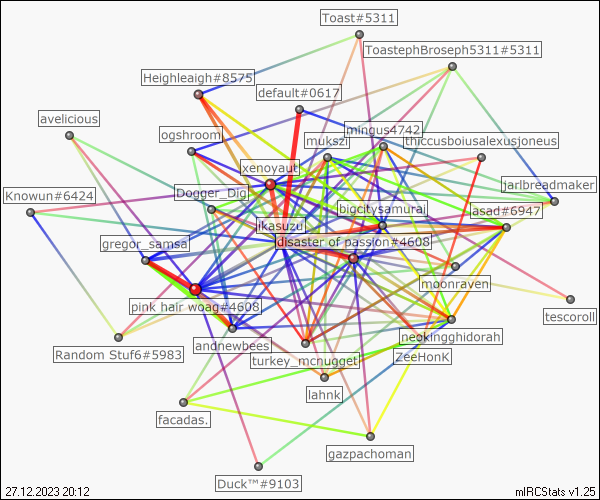 Toast#5311
ToastephBroseph5311#5311
Heighleaigh#8575
default#0617
avelicious
ogshroom
mingus4742
mukszi
thiccusboiusalexusjoneus
xenoyaut
Knowun#6424
Dogger_Dig
jarlbreadmaker
bigcitysamurai
asad#6947
ikasuzu
gregor_samsa
disaster of passion#4608
moonraven
pink hair woag#4608
tescoroll
neokingghidorah
Random Stuf6#5983
andnewbees
ZeeHonK
turkey_mcnugget
lahnk
facadas.
gazpachoman
Duck™#9103
27.12.2023 20:12
mIRCStats v1.25